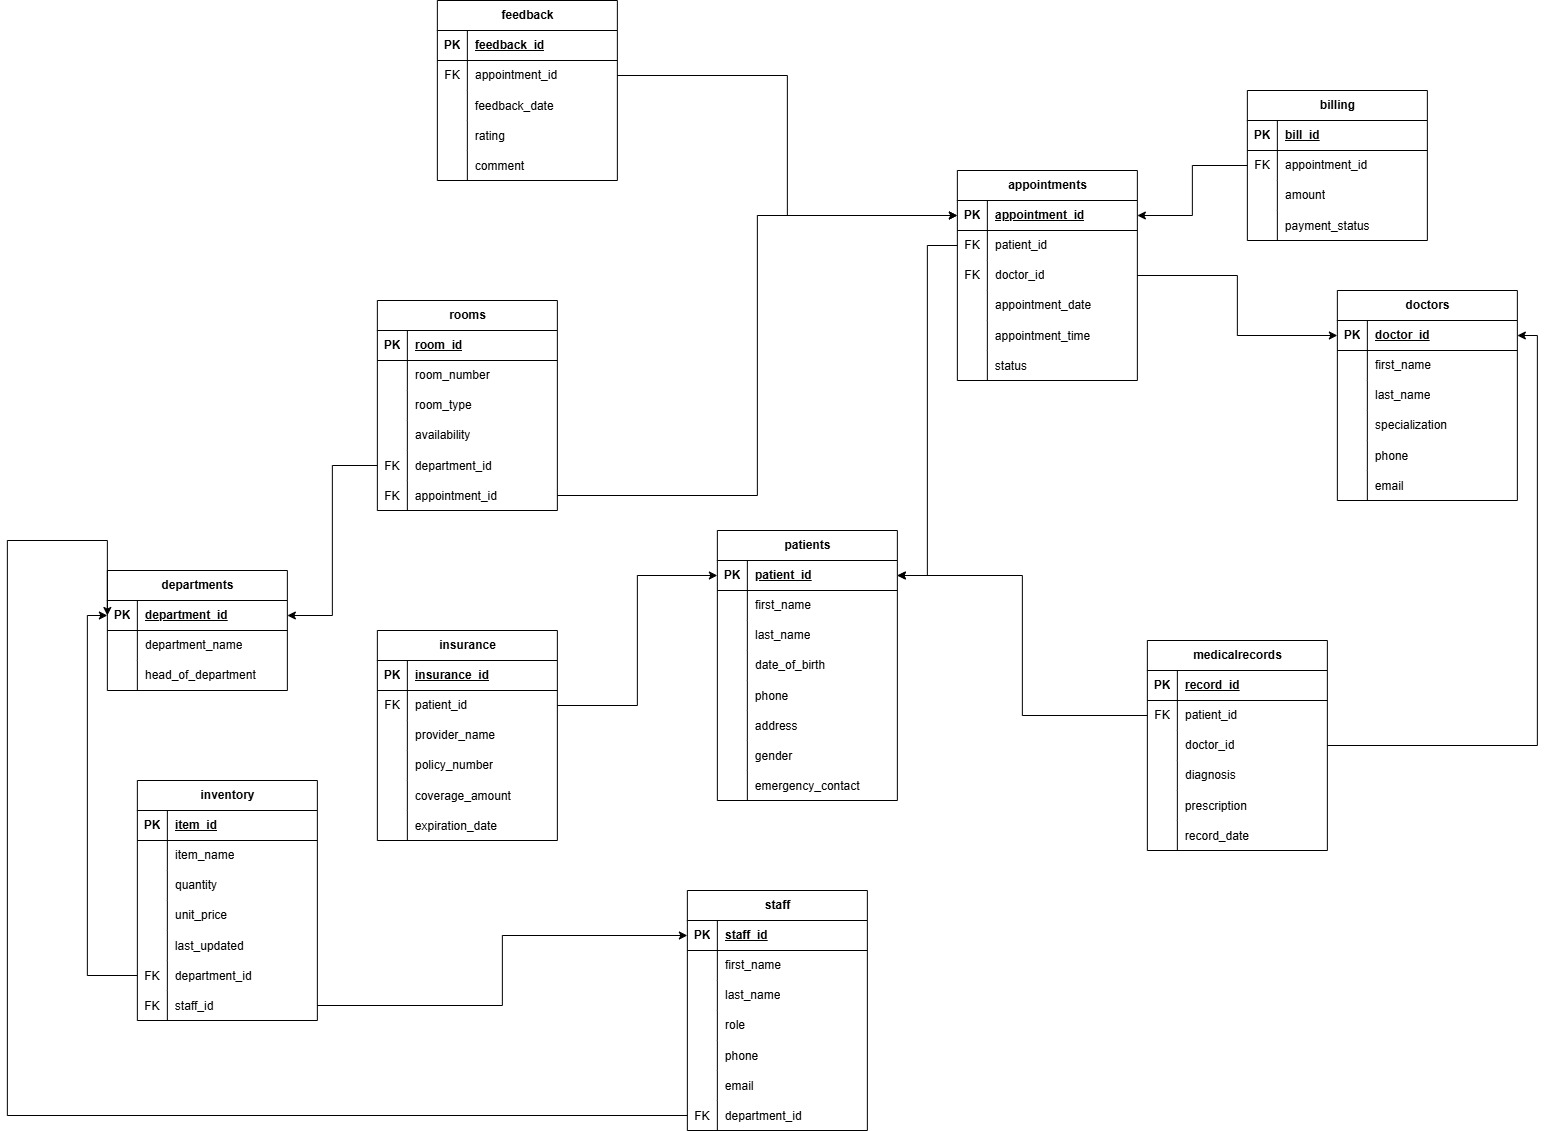 feedback
PK feedback_id
FK appointment_id
feedback_date
rating
comment
billing
PK bill_id
FK appointment_id
amount
payment_status
appointments
PK appointment_id
FK patient_id
FK doctor_id
appointment_date
appointment_time
status
doctors
PK doctor_id
first_name
last_name
specialization
phone
email
rooms
PK room_id
room_number
room_type
availability
FK department_id
FK appointment_id
patients
PK patient_id
first_name
last_name
date_of_birth
phone
address
gender
emergency_contact
departments
PK department_id
department_name
head_of_department
insurance
PK insurance_id
FK patient_id
provider_name
policy_number
coverage_amount
expiration_date
medicalrecords
PK record_id
FK patient_id
doctor_id
diagnosis
prescription
record_date
inventory
PK item_id
item_name
quantity
unit_price
last_updated
FK department_id
FK staff_id
staff
PK staff_id
first_name
last_name
role
phone
email
FK department_id